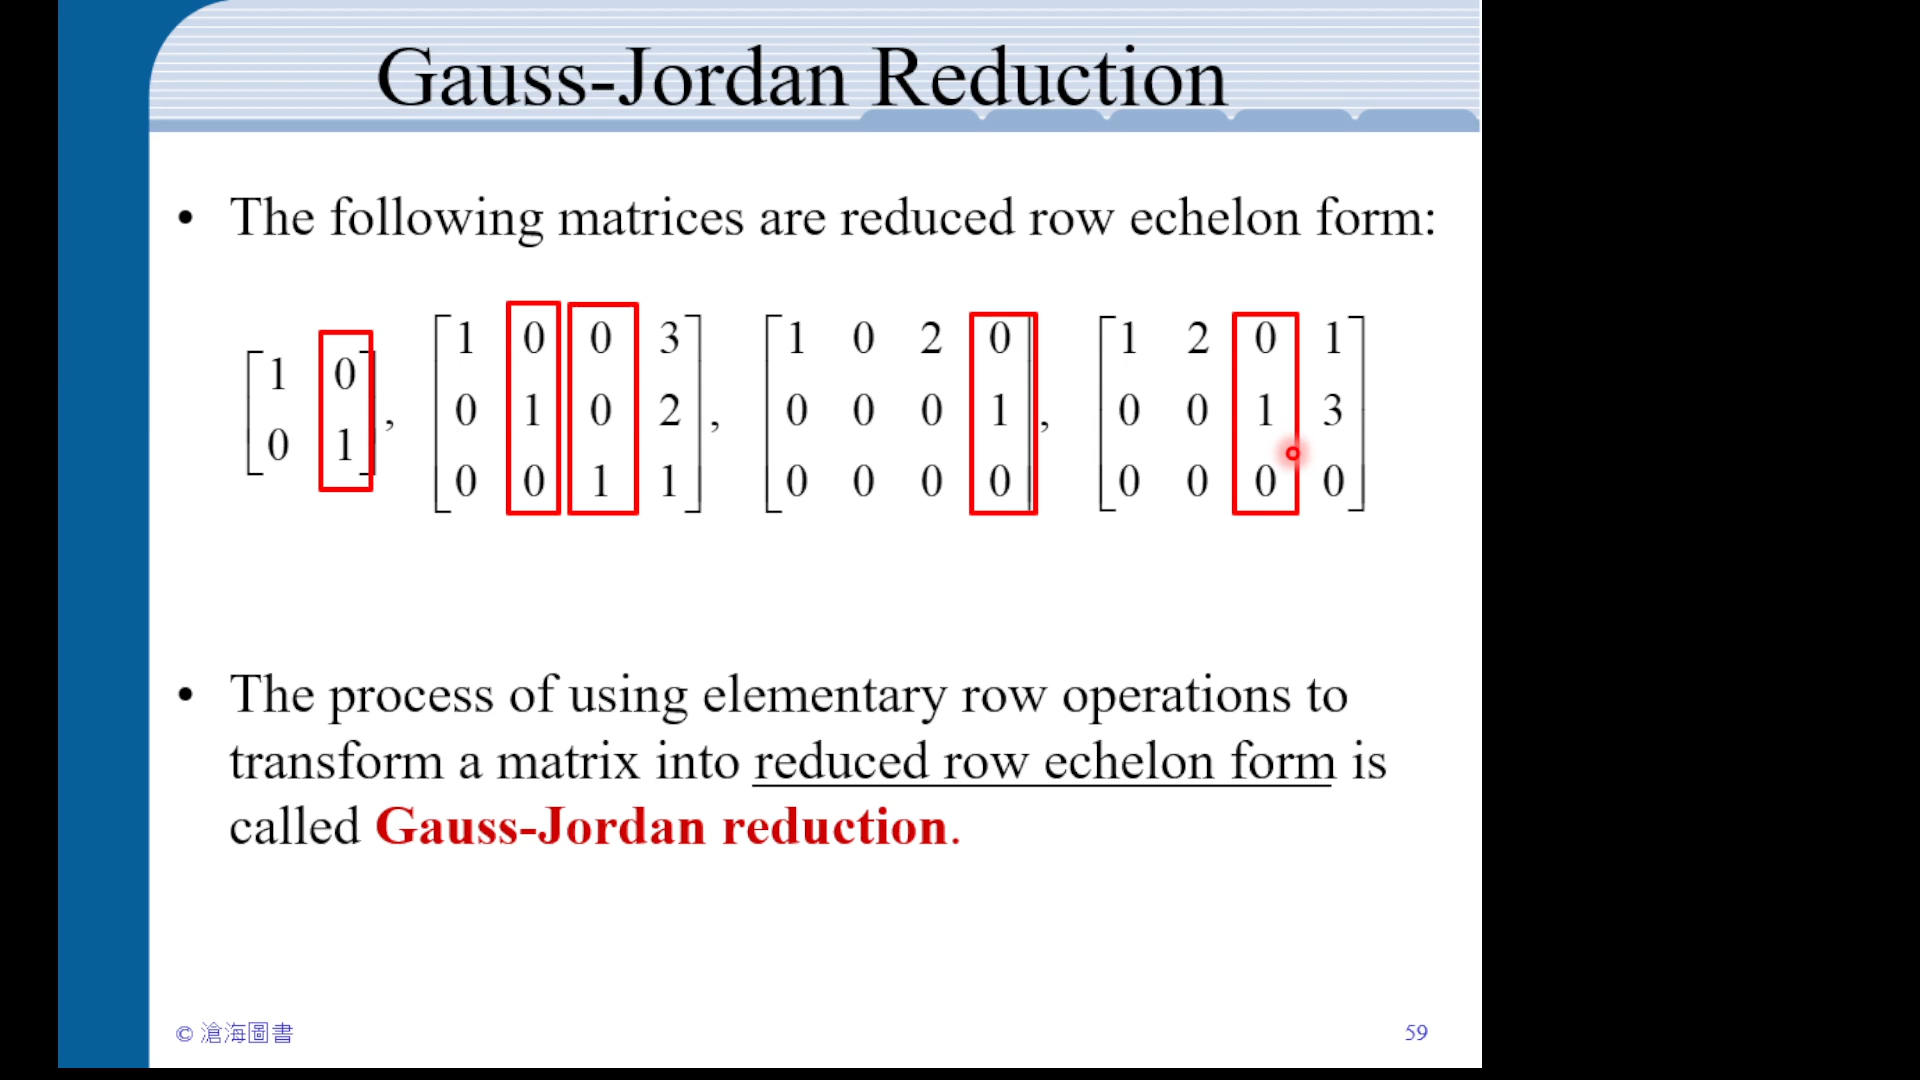 Gauss-Jordan Reduction
• The following matrices are reduced row echelon form:
[1 0; 0 1], [1 0 0 3; 0 1 0 2; 0 0 1 1], [1 0 2 0; 0 0 0 1; 0 0 0 0], [1 2 0 1; 0 0 1 3; 0 0 0 0]
• The process of using elementary row operations to
transform a matrix into reduced row echelon form is
called Gauss-Jordan reduction.
© 滄海圖書
59